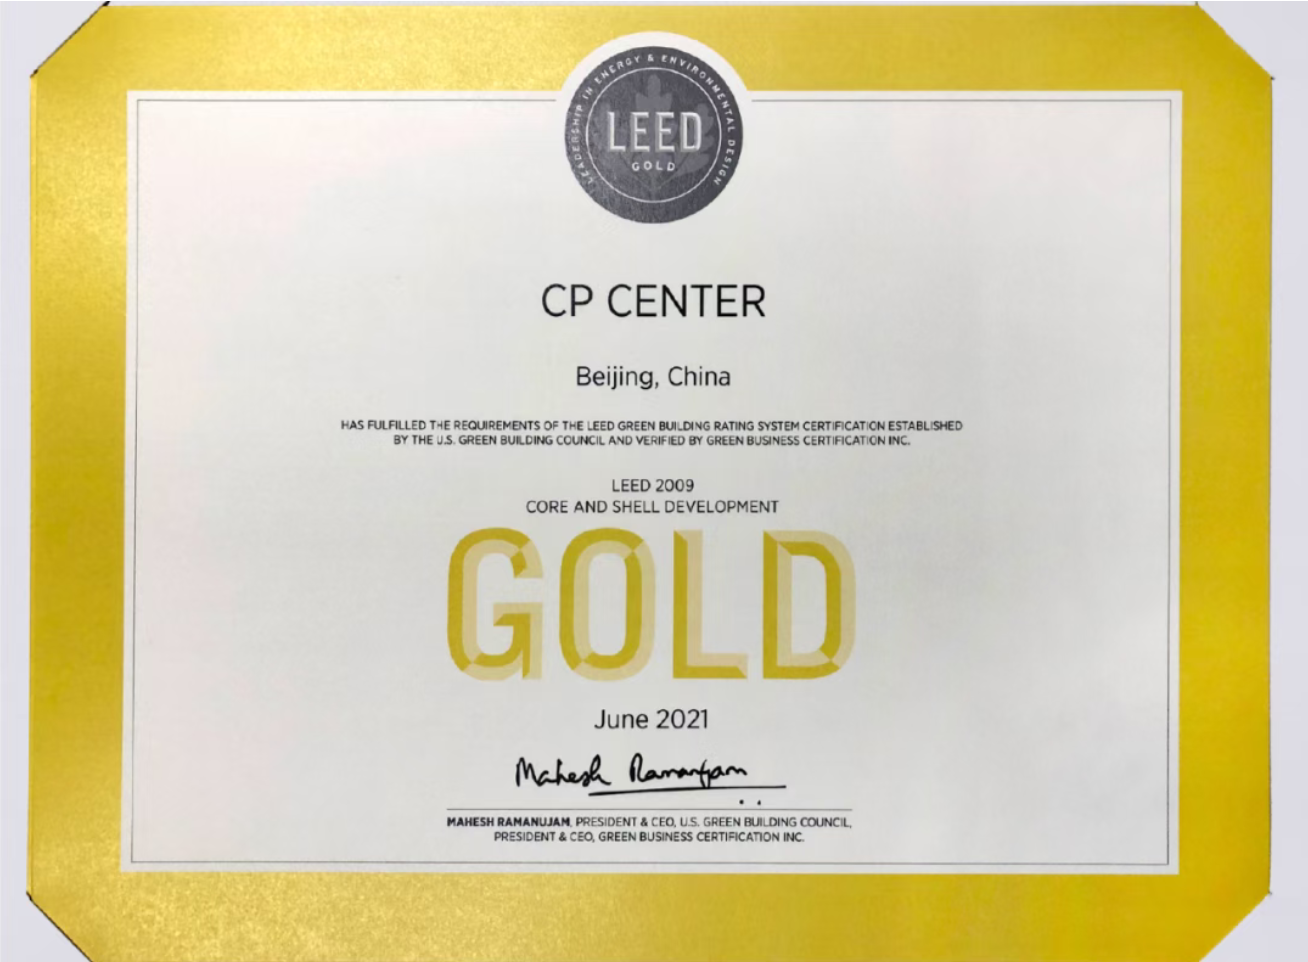 LEADERSHIP IN ENERGY & ENVIRONMENTAL DESIGN
LEED
GOLD
CP CENTER
Beijing, China
HAS FULFILLED THE REQUIREMENTS OF THE LEED GREEN BUILDING RATING SYSTEM CERTIFICATION ESTABLISHED
BY THE U.S. GREEN BUILDING COUNCIL AND VERIFIED BY GREEN BUSINESS CERTIFICATION INC.
LEED 2009
CORE AND SHELL DEVELOPMENT
GOLD
June 2021
Mahesh Ramanujam
MAHESH RAMANUJAM, PRESIDENT & CEO, U.S. GREEN BUILDING COUNCIL,
PRESIDENT & CEO, GREEN BUSINESS CERTIFICATION INC.